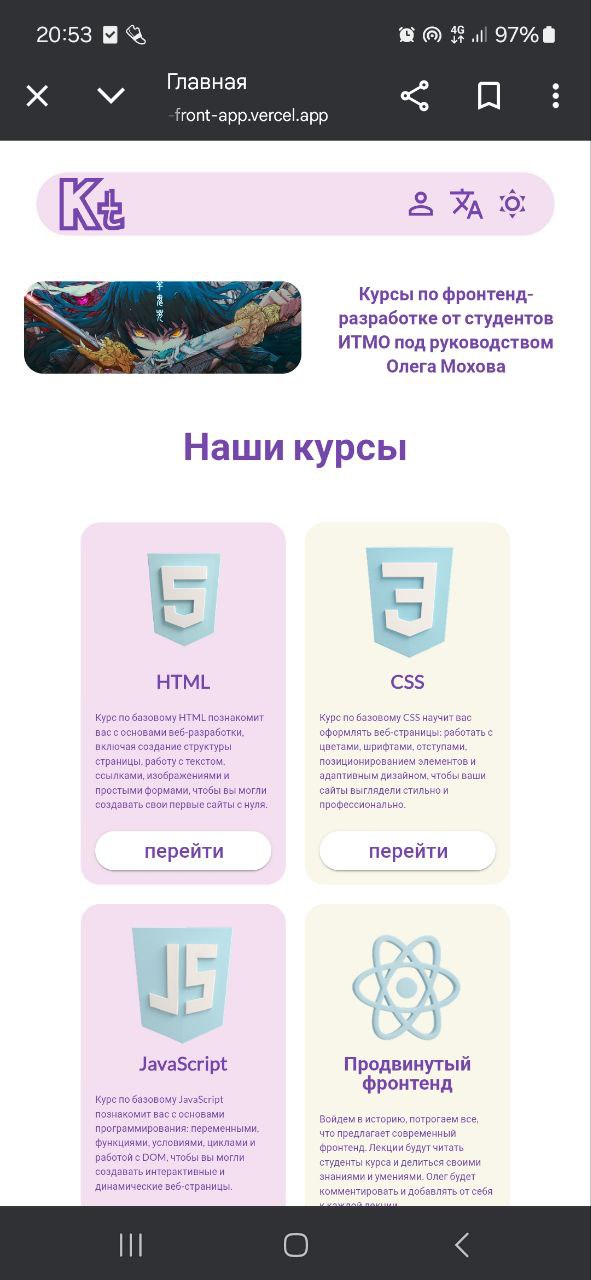 20:53
4G
97%
Главная
-front-app.vercel.app
Kt
Курсы по фронтенд-
разработке от студентов
ИТМО под руководством
Олега Мохова
Наши курсы
5
HTML
Курс по базовому HTML познакомит
вас с основами веб-разработки,
включая создание структуры
страницы, работу с текстом,
ссылками, изображениями и
простыми формами, чтобы вы могли
создавать свои первые сайты с нуля.
перейти
3
CSS
Курс по базовому CSS научит вас
оформлять веб-страницы: работать с
цветами, шрифтами, отступами,
позиционированием элементов и
адаптивным дизайном, чтобы ваши
сайты выглядели стильно и
профессионально.
перейти
JS
JavaScript
Курс по базовому JavaScript
познакомит вас с основами
программирования: переменными,
функциями, условиями, циклами и
работой с DOM, чтобы вы могли
создавать интерактивные и
динамические веб-страницы.
Продвинутый
фронтенд
Войдем в историю, потрогаем все,
что предлагает современный
фронтенд. Лекции будут читать
студенты курса и делиться своими
знаниями и умениями. Олег будет
комментировать и добавлять от себя
к каждой лекции